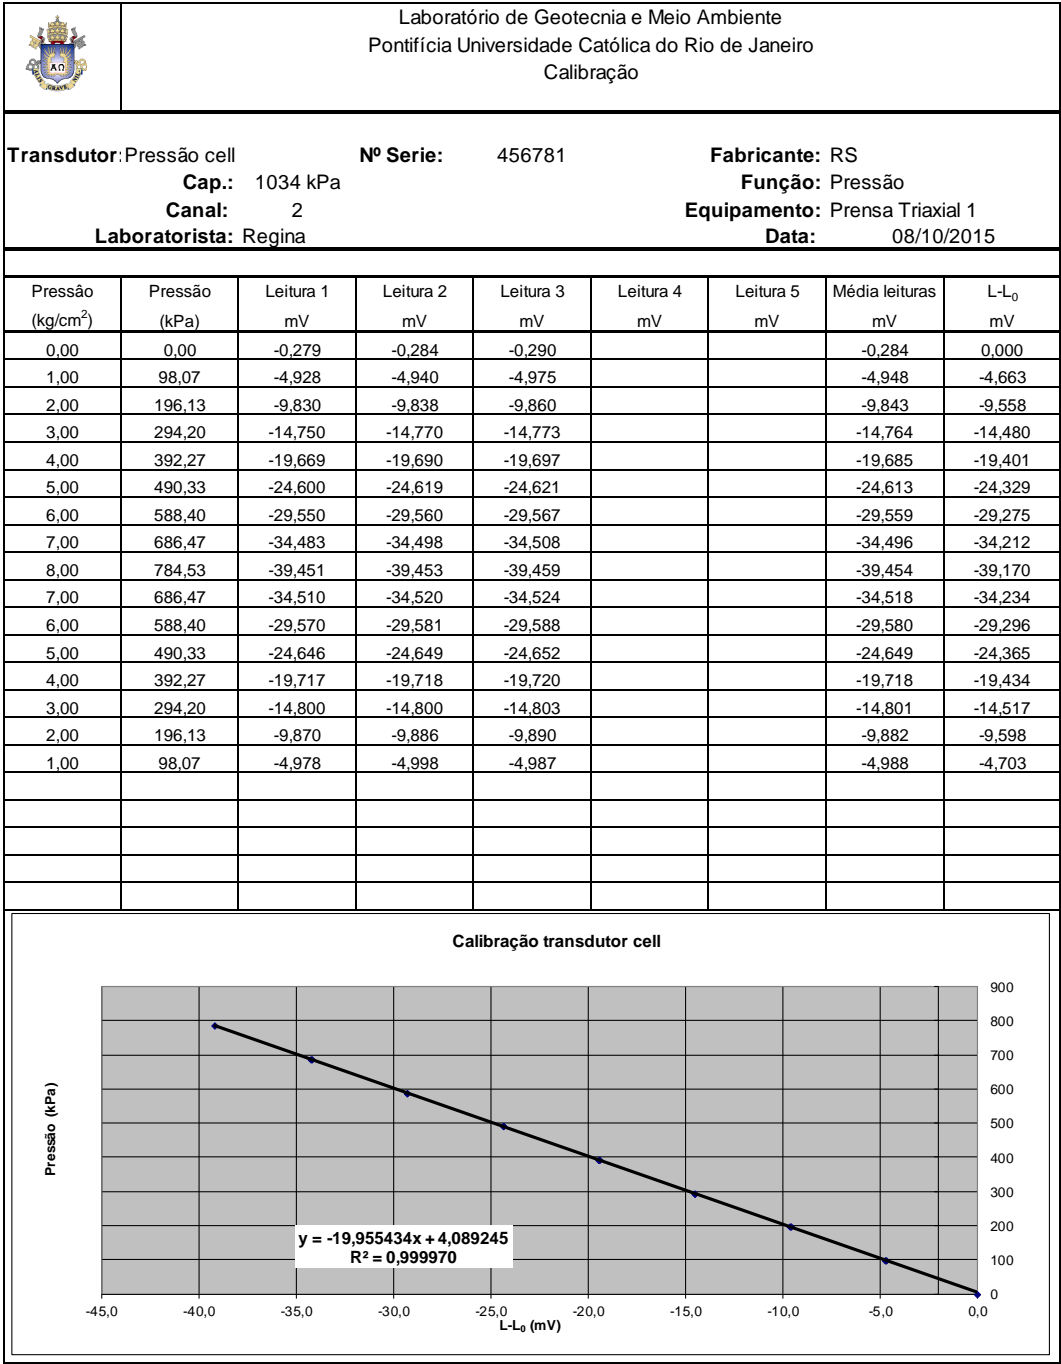 Laboratório de Geotecnia e Meio Ambiente
Pontifícia Universidade Católica do Rio de Janeiro
Calibração
Transdutor: Pressão cell Nº Serie: 456781 Fabricante: RS
Cap.: 1034 kPa Função: Pressão
Canal: 2 Equipamento: Prensa Triaxial 1
Laboratorista: Regina Data: 08/10/2015
Pressâo Pressão Leitura 1 Leitura 2 Leitura 3 Leitura 4 Leitura 5 Média leituras L-L₀
(kg/cm²) (kPa) mV mV mV mV mV mV mV
0,00 0,00 -0,279 -0,284 -0,290 -0,284 0,000
1,00 98,07 -4,928 -4,940 -4,975 -4,948 -4,663
2,00 196,13 -9,830 -9,838 -9,860 -9,843 -9,558
3,00 294,20 -14,750 -14,770 -14,773 -14,764 -14,480
4,00 392,27 -19,669 -19,690 -19,697 -19,685 -19,401
5,00 490,33 -24,600 -24,619 -24,621 -24,613 -24,329
6,00 588,40 -29,550 -29,560 -29,567 -29,559 -29,275
7,00 686,47 -34,483 -34,498 -34,508 -34,496 -34,212
8,00 784,53 -39,451 -39,453 -39,459 -39,454 -39,170
7,00 686,47 -34,510 -34,520 -34,524 -34,518 -34,234
6,00 588,40 -29,570 -29,581 -29,588 -29,580 -29,296
5,00 490,33 -24,646 -24,649 -24,652 -24,649 -24,365
4,00 392,27 -19,717 -19,718 -19,720 -19,718 -19,434
3,00 294,20 -14,800 -14,800 -14,803 -14,801 -14,517
2,00 196,13 -9,870 -9,886 -9,890 -9,882 -9,598
1,00 98,07 -4,978 -4,998 -4,987 -4,988 -4,703
Calibração transdutor cell
900
800
700
600
500
400
300
200
100
0
Pressão (kPa)
y = -19,955434x + 4,089245
R² = 0,999970
-45,0 -40,0 -35,0 -30,0 -25,0 -20,0 -15,0 -10,0 -5,0 0,0
L-L₀ (mV)